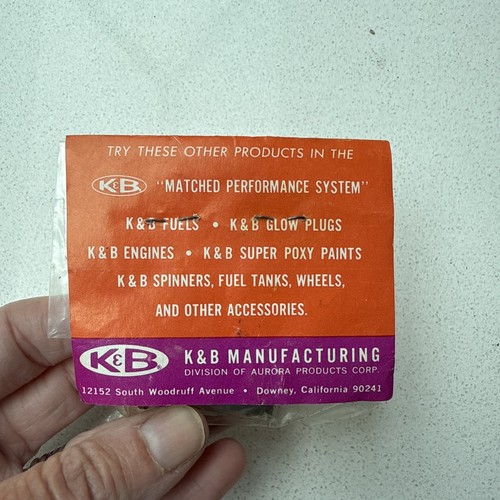 TRY THESE OTHER PRODUCTS IN THE
K&B "MATCHED PERFORMANCE SYSTEM"
K & B FUELS • K & B GLOW PLUGS
K & B ENGINES • K & B SUPER POXY PAINTS
K & B SPINNERS, FUEL TANKS, WHEELS,
AND OTHER ACCESSORIES.
K&B K & B MANUFACTURING
DIVISION OF AURORA PRODUCTS CORP.
12152 South Woodruff Avenue • Downey, California 90241